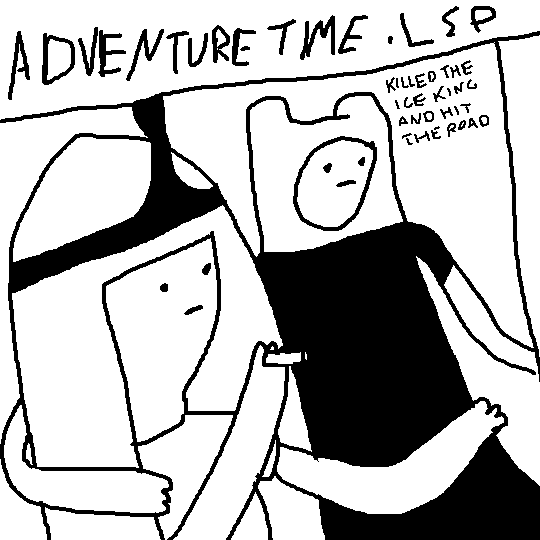 ADVENTURE TIME .LSP
KILLED THE
ICE KING
AND HIT
THE ROAD